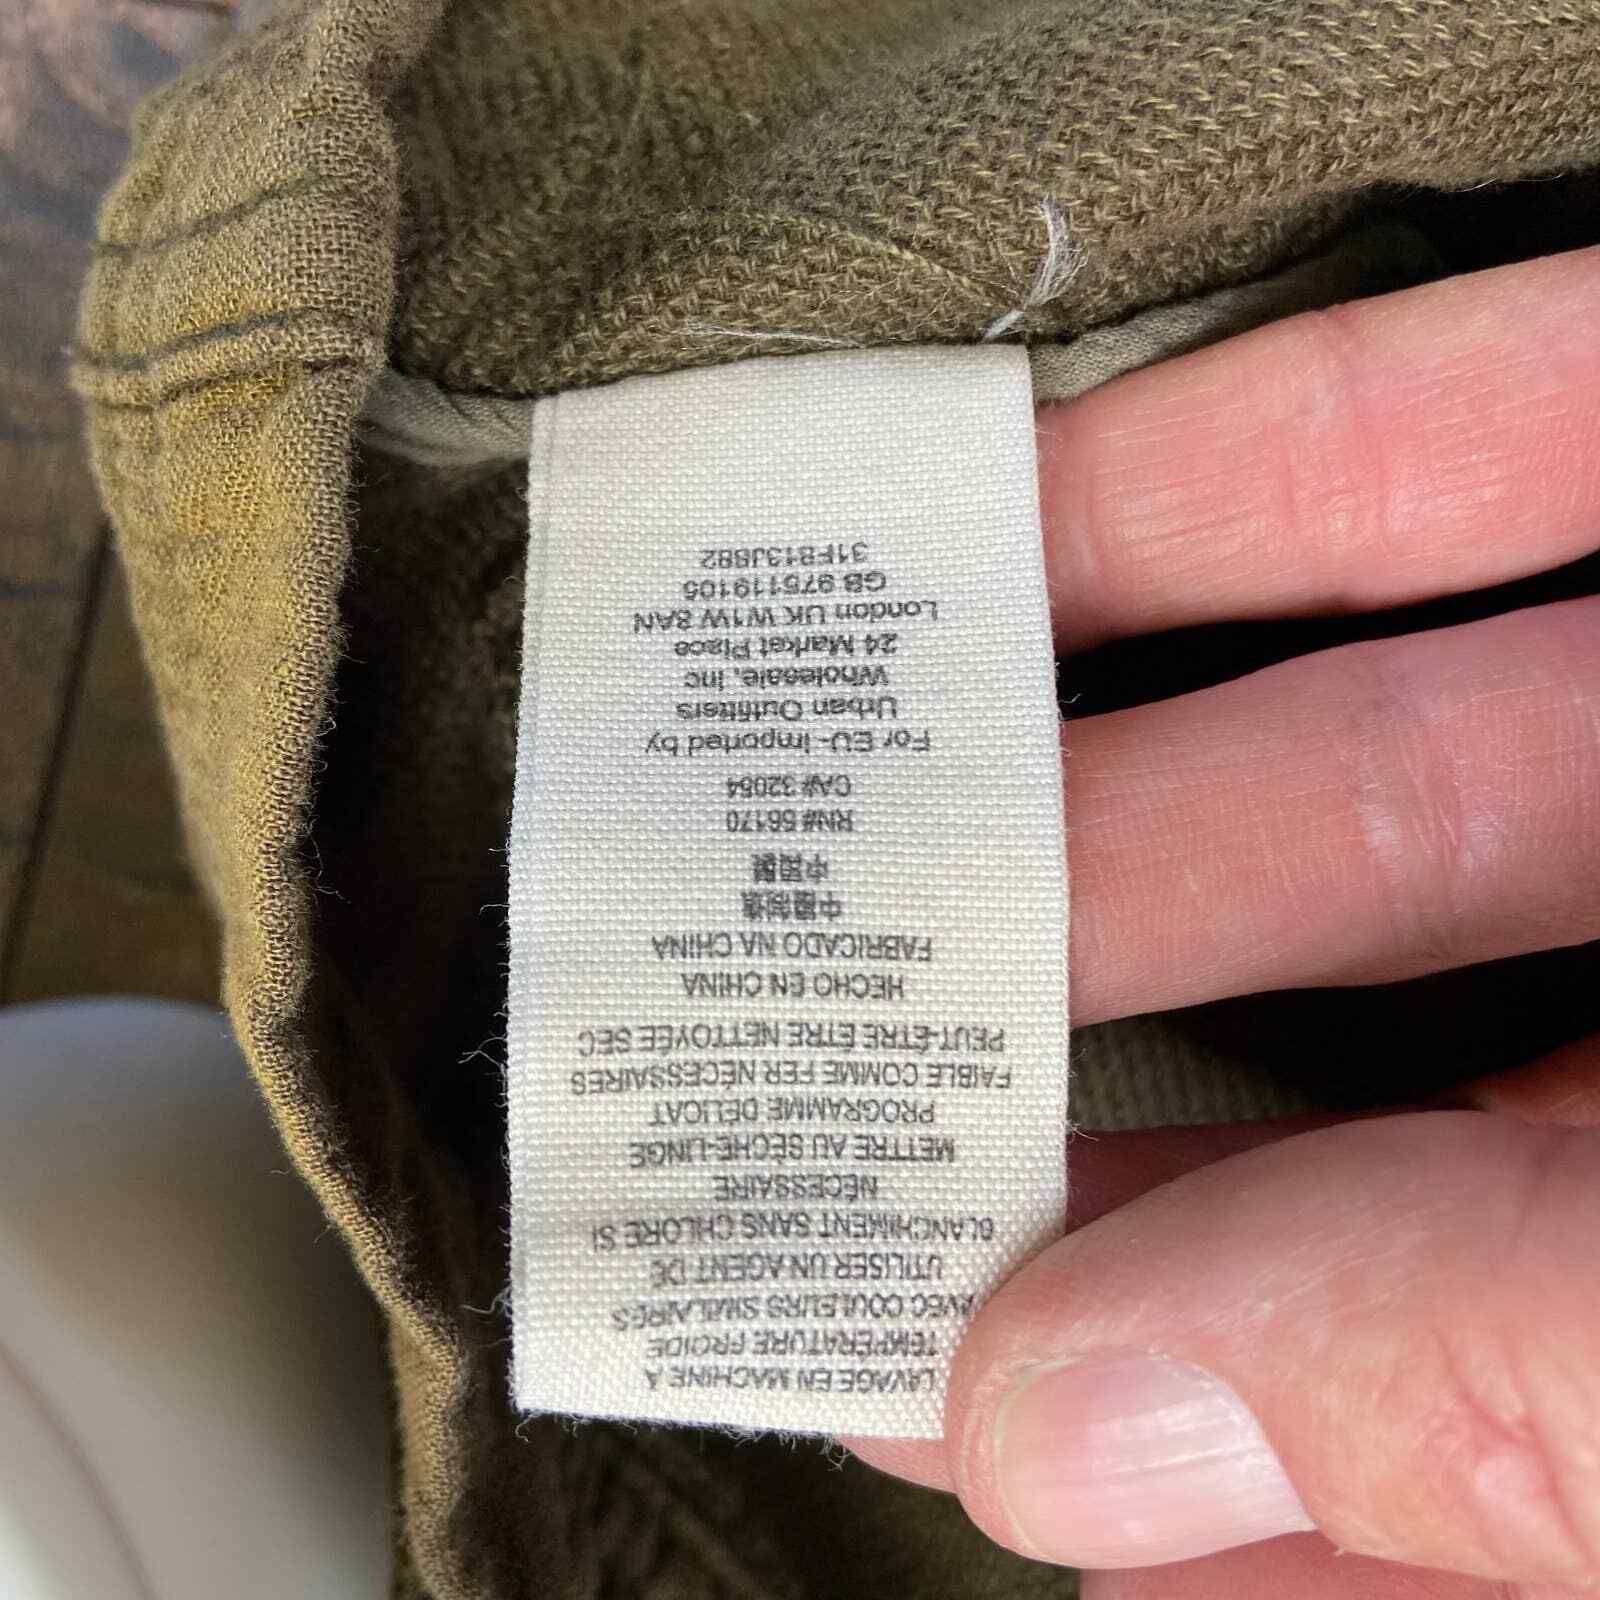 LAVAGE EN MACHINE À
TEMPÉRATURE FROIDE
AVEC COULEURS SIMILAIRES
UTILISER UN AGENT DE
BLANCHIMENT SANS CHLORE SI
NÉCESSAIRE
METTRE AU SÈCHE-LINGE
PROGRAMME DÉLICAT
FAIBLE COMME FER NÉCESSAIRES
PEUT-ÊTRE ÊTRE NETTOYÉE SEC
HECHO EN CHINA
FABRICADO NA CHINA
中國制造
中國製
RN# 66170
CA# 32054
For EU-Imported by
Urban Outfitters
Wholesale, Inc
24 Market Place
London UK W1W 8AN
GB 975119105
31F813J882